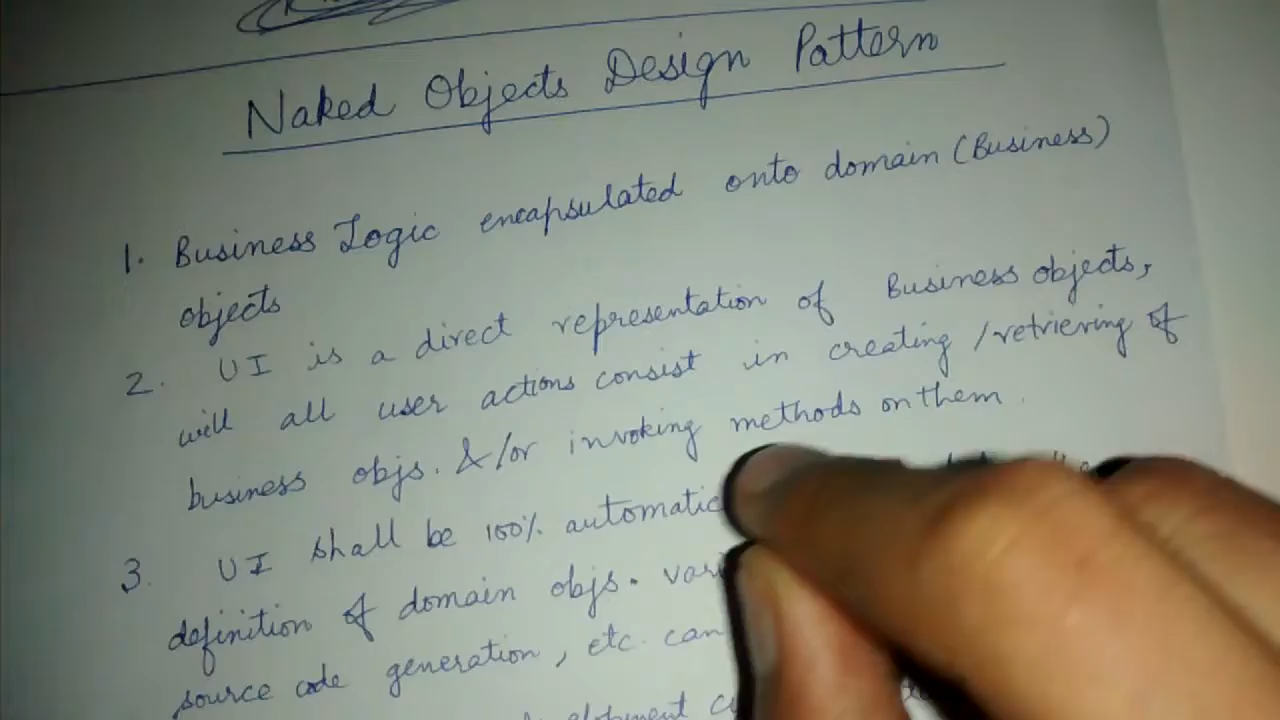 Naked Objects Design Pattern
1. Business Logic encapsulated onto domain (Business)
objects
2. UI is a direct representation of Business objects,
will all user actions consist in creating /retrieving of
business objs. &/or invoking methods on them.
3. UI shall be 100% automatic
definition of domain objs.
source code generation, etc. can